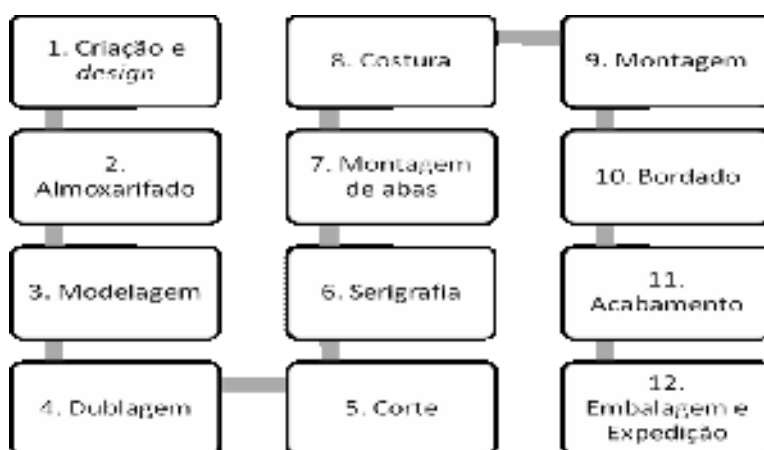 1. Criação e
design
2.
Almoxarifado
3. Modelagem
4. Dublagem
5. Corte
6. Serigrafia
7. Montagem
de abas
8. Costura
9. Montagem
10. Bordado
11.
Acabamento
12.
Embalagem e
Expedição